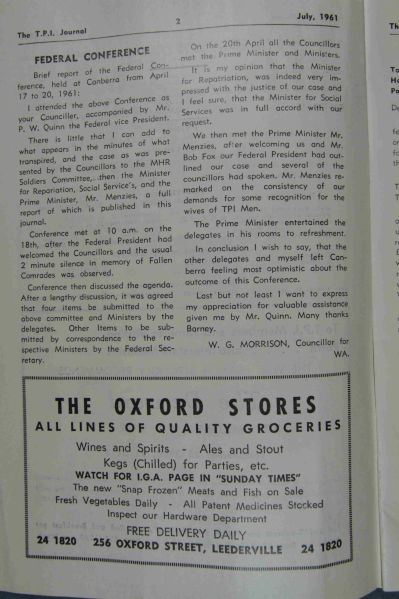 The T.P.I. Journal
2
July, 1961
FEDERAL CONFERENCE
Brief report of the Federal Con-
ference, held at Canberra from April
17 to 20, 1961:
I attended the above Conference as
your Counciller, accompanied by Mr.
P. W. Quinn the Federal vice President.
There is little that I can add to
what appears in the minutes of what
transpired, and the case as was pre-
sented by the Councillors to the MHR
Soldiers Committee, then the Minister
for Repariation, Social Service's, and the
Prime Minister, Mr. Menzies, a full
report of which is published in this
journal.
Conference met at 10 a.m. on the
18th, after the Federal President had
welcomed the Councillors and the usual
2 minute silence in memory of Fallen
Comrades was observed.
Conference then discussed the agenda.
After a lengthy discussion, it was agreed
that four items be submitted to the
above committee and Ministers by the
delegates. Other Items to be sub-
mitted by correspondence to the re-
spective Ministers by the Federal Sec-
retary.
On the 20th April all the Councillors
met the Prime Minister and Ministers.
It is my opinion that the Minister
for Repatriation, was indeed very im-
pressed with the justice of our case and
I feel sure, that the Minister for Social
Services was in full accord with our
request.
We then met the Prime Minister Mr.
Menzies, after welcoming us and Mr.
Bob Fox our Federal President had out-
lined our case and several of the
councillors had spoken. Mr. Menzies re-
marked on the consistency of our
demands for some recognition for the
wives of TPI Men.
The Prime Minister entertained the
delegates in his rooms to refreshment.
In conclusion I wish to say, that the
other delegates and myself left Can-
berra feeling most optimistic about the
outcome of this Conference.
Last but not least I want to express
my appreciation for valuable assistance
given me by Mr. Quinn. Many thanks
Barney.
W. G. MORRISON, Councillor for
WA.
THE OXFORD STORES
ALL LINES OF QUALITY GROCERIES
Wines and Spirits - Ales and Stout
Kegs (Chilled) for Parties, etc.
WATCH FOR I.G.A. PAGE IN "SUNDAY TIMES"
The new "Snap Frozen" Meats and Fish on Sale
Fresh Vegetables Daily - All Patent Medicines Stocked
Inspect our Hardware Department
FREE DELIVERY DAILY
24 1820 256 OXFORD STREET, LEEDERVILLE 24 1820